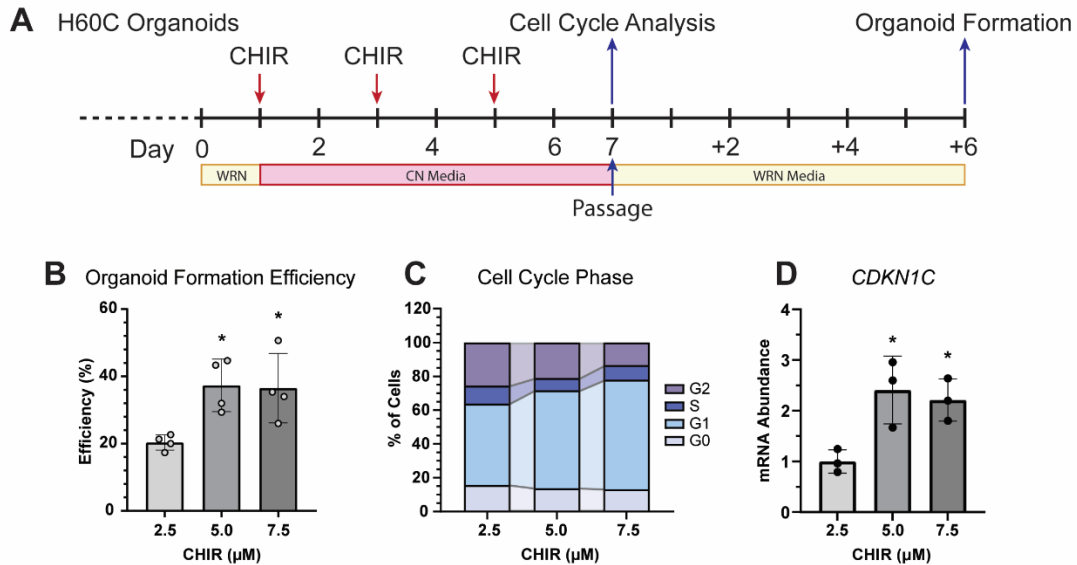 A H60C Organoids Cell Cycle Analysis Organoid Formation
CHIR CHIR CHIR
Day 0 2 4 6 7 +2 +4 +6
WRN CN Media WRN Media
Passage
B Organoid Formation Efficiency
Efficiency (%)
60
40
20
0
*
*
2.5 5.0 7.5
CHIR (µM)
C Cell Cycle Phase
% of Cells
120
100
80
60
40
20
0
G2
S
G1
G0
2.5 5.0 7.5
CHIR (µM)
D CDKN1C
mRNA Abundance
4
3
2
1
0
*
*
2.5 5.0 7.5
CHIR (µM)